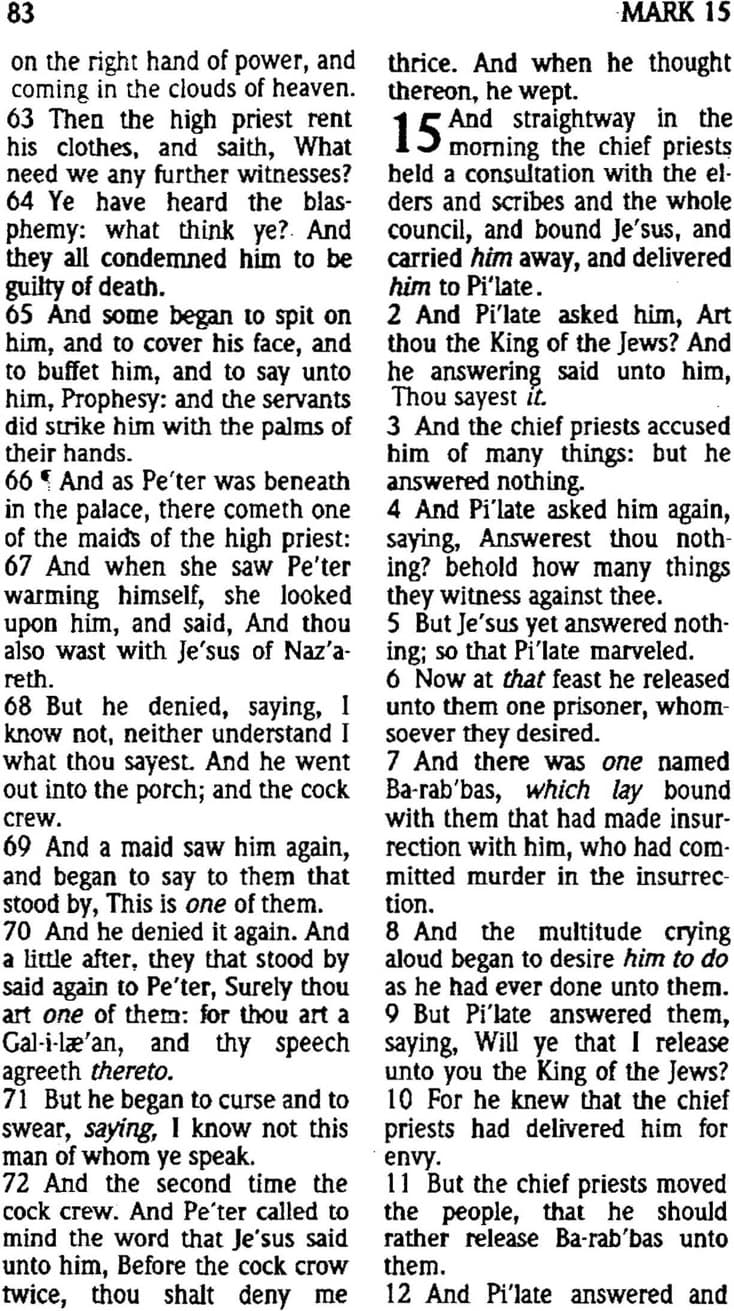 83
MARK 15
on the right hand of power, and
coming in the clouds of heaven.
63 Then the high priest rent
his clothes, and saith, What
need we any further witnesses?
64 Ye have heard the blas-
phemy: what think ye? And
they all condemned him to be
guilty of death.
65 And some began to spit on
him, and to cover his face, and
to buffet him, and to say unto
him, Prophesy: and the servants
did strike him with the palms of
their hands.
66 ¶ And as Pe′ter was beneath
in the palace, there cometh one
of the maids of the high priest:
67 And when she saw Pe′ter
warming himself, she looked
upon him, and said, And thou
also wast with Je′sus of Naz′a-
reth.
68 But he denied, saying, I
know not, neither understand I
what thou sayest. And he went
out into the porch; and the cock
crew.
69 And a maid saw him again,
and began to say to them that
stood by, This is one of them.
70 And he denied it again. And
a little after, they that stood by
said again to Pe′ter, Surely thou
art one of them: for thou art a
Gal-i-læ′an, and thy speech
agreeth thereto.
71 But he began to curse and to
swear, saying, I know not this
man of whom ye speak.
72 And the second time the
cock crew. And Pe′ter called to
mind the word that Je′sus said
unto him, Before the cock crow
twice, thou shalt deny me
thrice. And when he thought
thereon, he wept.
15 And straightway in the
morning the chief priests
held a consultation with the el-
ders and scribes and the whole
council, and bound Je′sus, and
carried him away, and delivered
him to Pi′late.
2 And Pi′late asked him, Art
thou the King of the Jews? And
he answering said unto him,
Thou sayest it.
3 And the chief priests accused
him of many things: but he
answered nothing.
4 And Pi′late asked him again,
saying, Answerest thou noth-
ing? behold how many things
they witness against thee.
5 But Je′sus yet answered noth-
ing; so that Pi′late marveled.
6 Now at that feast he released
unto them one prisoner, whom-
soever they desired.
7 And there was one named
Ba-rab′bas, which lay bound
with them that had made insur-
rection with him, who had com-
mitted murder in the insurrec-
tion.
8 And the multitude crying
aloud began to desire him to do
as he had ever done unto them.
9 But Pi′late answered them,
saying, Will ye that I release
unto you the King of the Jews?
10 For he knew that the chief
priests had delivered him for
envy.
11 But the chief priests moved
the people, that he should
rather release Ba-rab′bas unto
them.
12 And Pi′late answered and